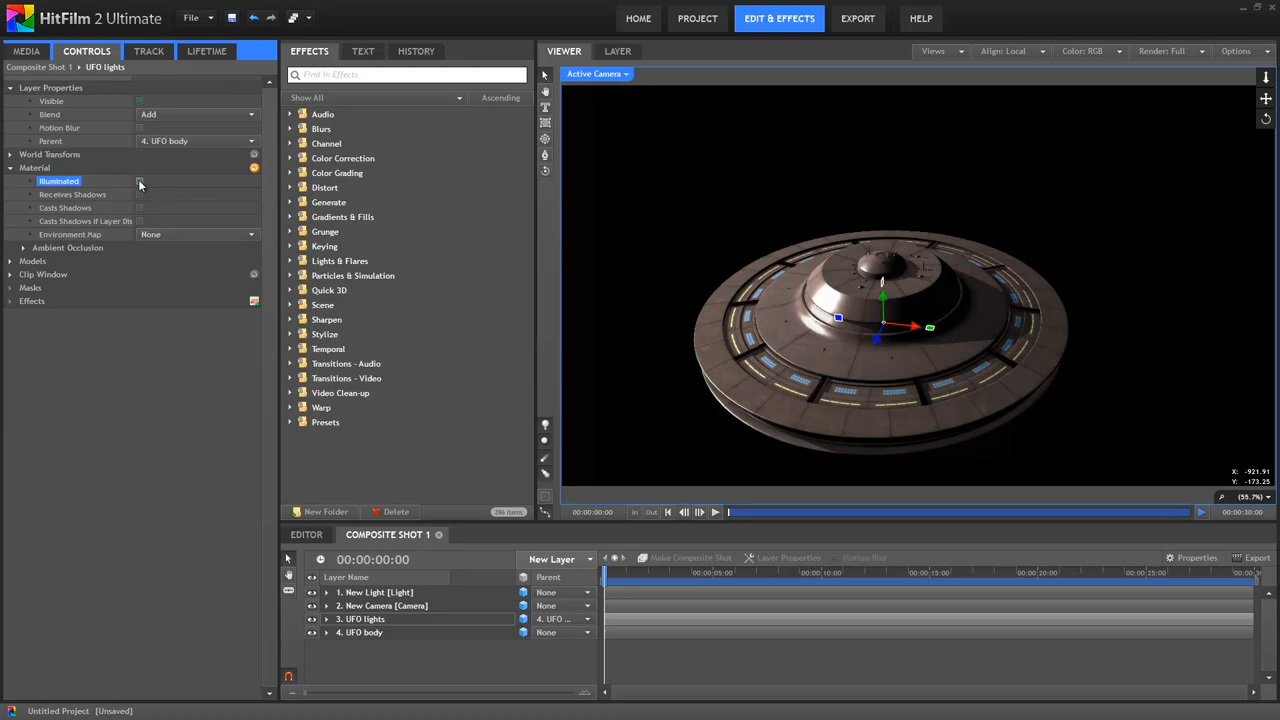 HITFILM 2 Ultimate
File
HOME
PROJECT
EDIT & EFFECTS
EXPORT
HELP
MEDIA
CONTROLS
TRACK
LIFETIME
Composite Shot 1 › UFO lights
Layer Properties
Visible
Blend
Add
Motion Blur
Parent
4. UFO body
World Transform
Material
Illuminated
Receives Shadows
Casts Shadows
Casts Shadows If Layer Dis
Environment Map
None
Ambient Occlusion
Models
Clip Window
Masks
Effects
EFFECTS
TEXT
HISTORY
Find in Effects
Show All
Ascending
Audio
Blurs
Channel
Color Correction
Color Grading
Distort
Generate
Gradients & Fills
Grunge
Keying
Lights & Flares
Particles & Simulation
Quick 3D
Scene
Sharpen
Stylize
Temporal
Transitions - Audio
Transitions - Video
Video Clean-up
Warp
Presets
New Folder
Delete
286 items
VIEWER
LAYER
Views
Align: Local
Color: RGB
Render: Full
Options
Active Camera
X: -921.91
Y: -173.25
(55.7%)
00:00:00:00
In
Out
00:00:30:00
EDITOR
COMPOSITE SHOT 1
00:00:00:00
New Layer
Make Composite Shot
Layer Properties
Motion Blur
Properties
Export
Layer Name
Parent
00:00:05:00
00:00:10:00
00:00:15:00
00:00:20:00
00:00:25:00
00:00:3
1. New Light [Light]
None
2. New Camera [Camera]
None
3. UFO lights
4. UFO ...
4. UFO body
None
Untitled Project [Unsaved]